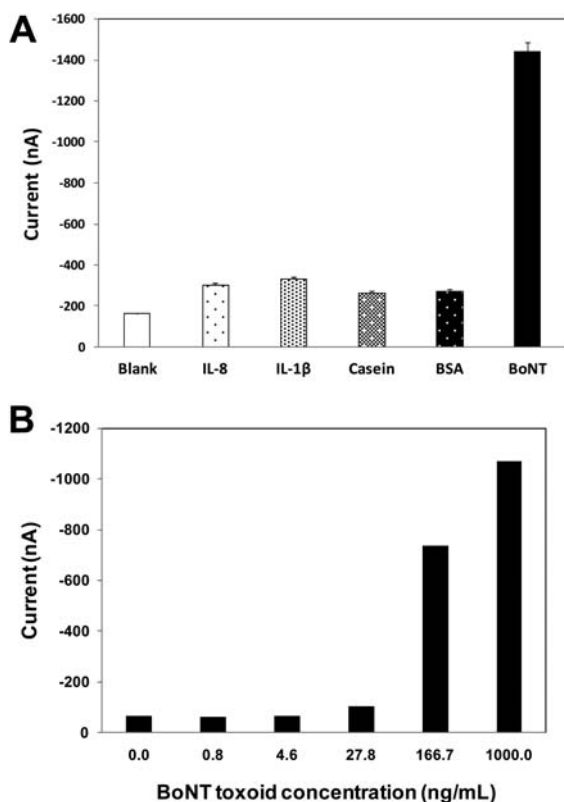 A
-1600
-1400
-1200
-1000
-800
-600
-400
-200
0
Current (nA)
Blank IL-8 IL-1β Casein BSA BoNT
B
-1200
-1000
-800
-600
-400
-200
0
Current (nA)
0.0 0.8 4.6 27.8 166.7 1000.0
BoNT toxoid concentration (ng/mL)